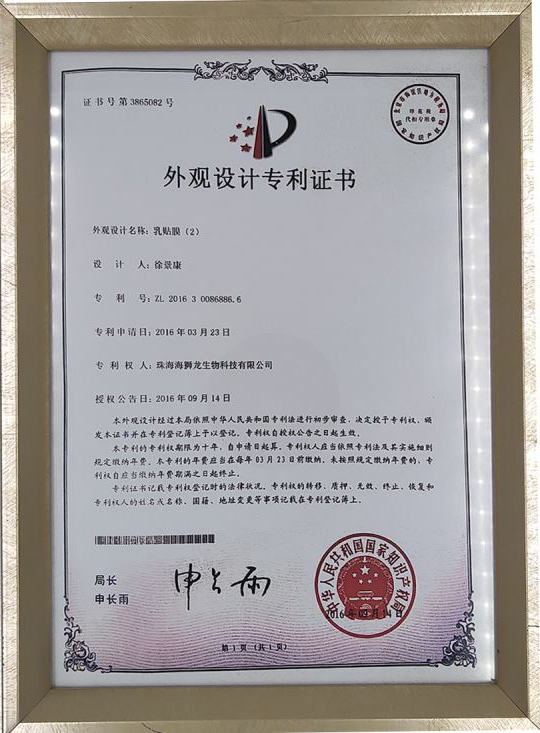 证书号第3865082号
外观设计专利证书
外观设计名称：乳贴膜（2）
设计人：徐景康
专利号：ZL 2016 3 0086886.6
专利申请日：2016年03月23日
专利权人：珠海海狮龙生物科技有限公司
授权公告日：2016年09月14日
本外观设计经过本局依照中华人民共和国专利法进行初步审查，决定授予专利权，颁
发本证书并在专利登记簿上予以登记。专利权自授权公告之日起生效。
本专利的专利权期限为十年，自申请日起算。专利权人应当依照专利法及其实施细则
规定缴纳年费。本专利的年费应当在每年03月23日前缴纳。未按照规定缴纳年费的，专
利权自应当缴纳年费期满之日起终止。
专利证书记载专利权登记时的法律状况。专利权的转移、质押、无效、终止、恢复和
专利权人的姓名或名称、国籍、地址变更等事项记载在专利登记簿上。
局长
申长雨
申长雨
中华人民共和国国家知识产权局
2016年09月14日
第1页（共1页）